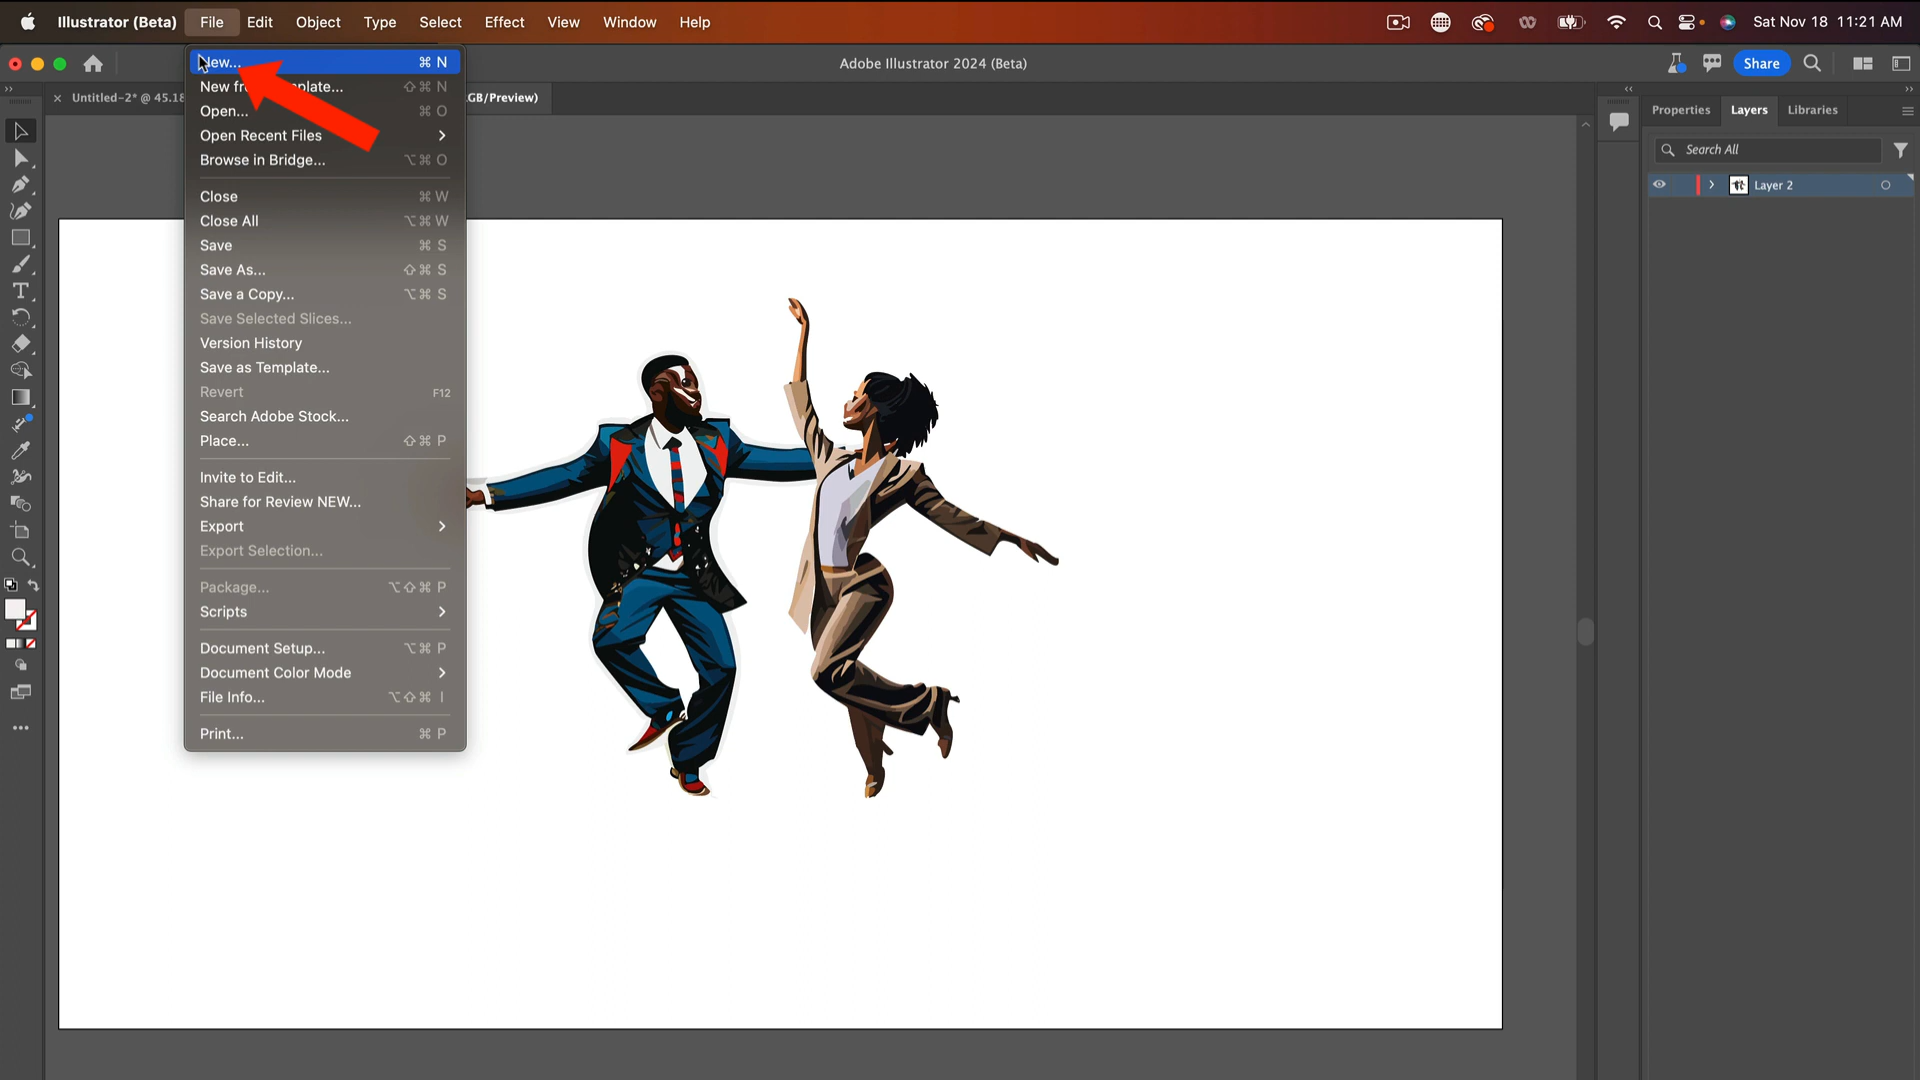 Illustrator (Beta) File Edit Object Type Select Effect View Window Help Sat Nov 18 11:21 AM
Adobe Illustrator 2024 (Beta) Share
Untitled-2* @ 45.18 GB/Preview)
New... ⌘ N
New ⇧⌘ N
Open... ⌘ O
Open Recent Files
Browse in Bridge... ⌥⌘ O
Close ⌘ W
Close All ⌥⌘ W
Save ⌘ S
Save As... ⇧⌘ S
Save a Copy... ⌥⌘ S
Save Selected Slices...
Version History
Save as Template...
Revert F12
Search Adobe Stock...
Place... ⇧⌘ P
Invite to Edit...
Share for Review NEW...
Export
Export Selection...
Package... ⌥⇧⌘ P
Scripts
Document Setup... ⌥⌘ P
Document Color Mode
File Info... ⌥⇧⌘ I
Print... ⌘ P
Properties Layers Libraries
Search All
Layer 2